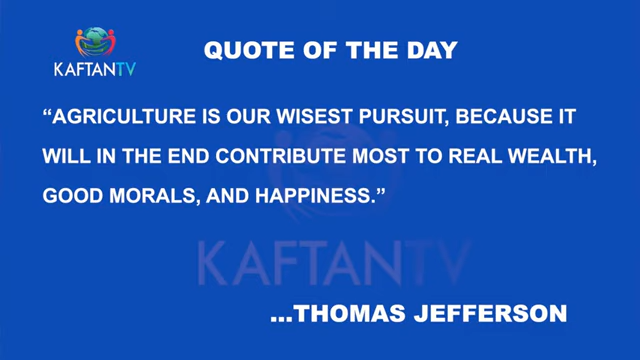 KAFTANTV
QUOTE OF THE DAY
“AGRICULTURE IS OUR WISEST PURSUIT, BECAUSE IT
WILL IN THE END CONTRIBUTE MOST TO REAL WEALTH,
GOOD MORALS, AND HAPPINESS.”
KAFTANTV
...THOMAS JEFFERSON